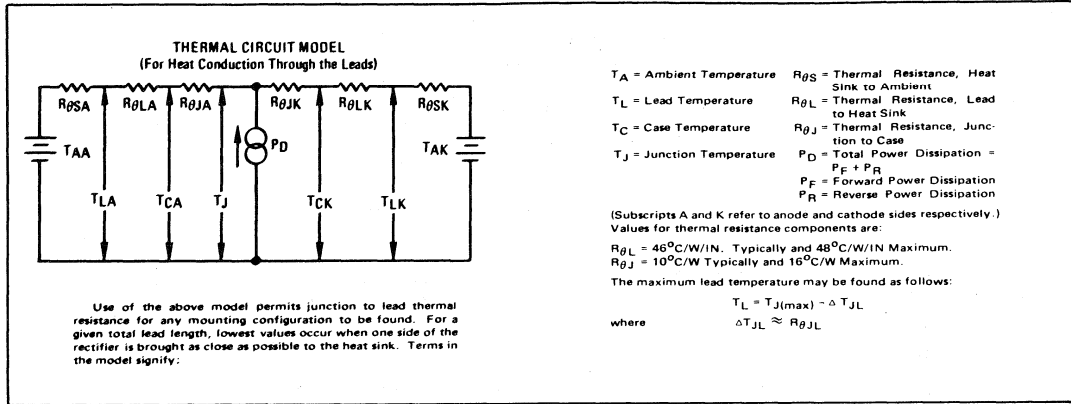 THERMAL CIRCUIT MODEL
(For Heat Conduction Through the Leads)
RθSA RθLA RθJA RθJK RθLK RθSK
TAA PD TAK
TLA TCA TJ TCK TLK
Use of the above model permits junction to lead thermal
resistance for any mounting configuration to be found. For a
given total lead length, lowest values occur when one side of the
rectifier is brought as close as possible to the heat sink. Terms in
the model signify:
TA = Ambient Temperature RθS = Thermal Resistance, Heat
Sink to Ambient
TL = Lead Temperature RθL = Thermal Resistance, Lead
to Heat Sink
TC = Case Temperature RθJ = Thermal Resistance, Junc-
tion to Case
TJ = Junction Temperature PD = Total Power Dissipation =
PF + PR
PF = Forward Power Dissipation
PR = Reverse Power Dissipation
(Subscripts A and K refer to anode and cathode sides respectively.)
Values for thermal resistance components are:
RθL = 46°C/W/IN. Typically and 48°C/W/IN Maximum.
RθJ = 10°C/W Typically and 16°C/W Maximum.
The maximum lead temperature may be found as follows:
TL = TJ(max) - Δ TJL
where ΔTJL ≈ RθJL